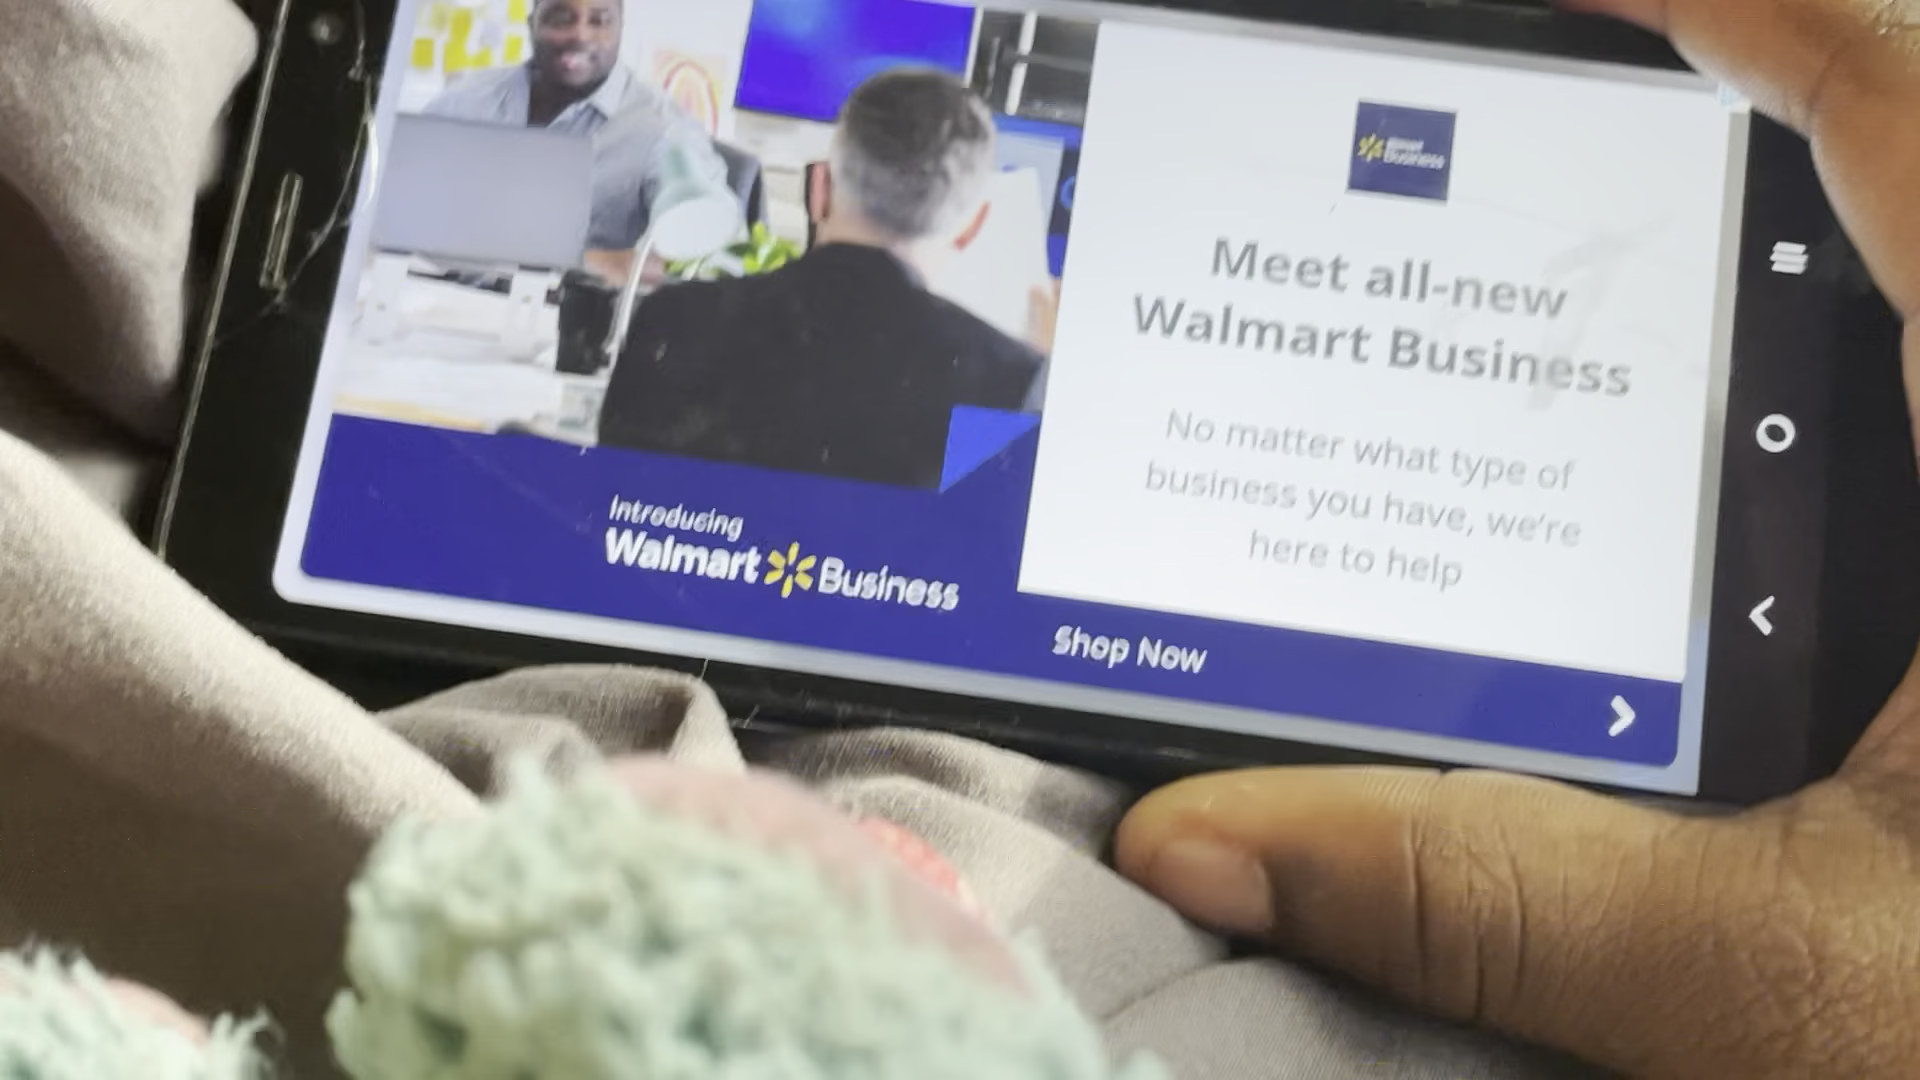 Introducing
Walmart Business
Business
Meet all-new
Walmart Business
No matter what type of
business you have, we're
here to help
Shop Now